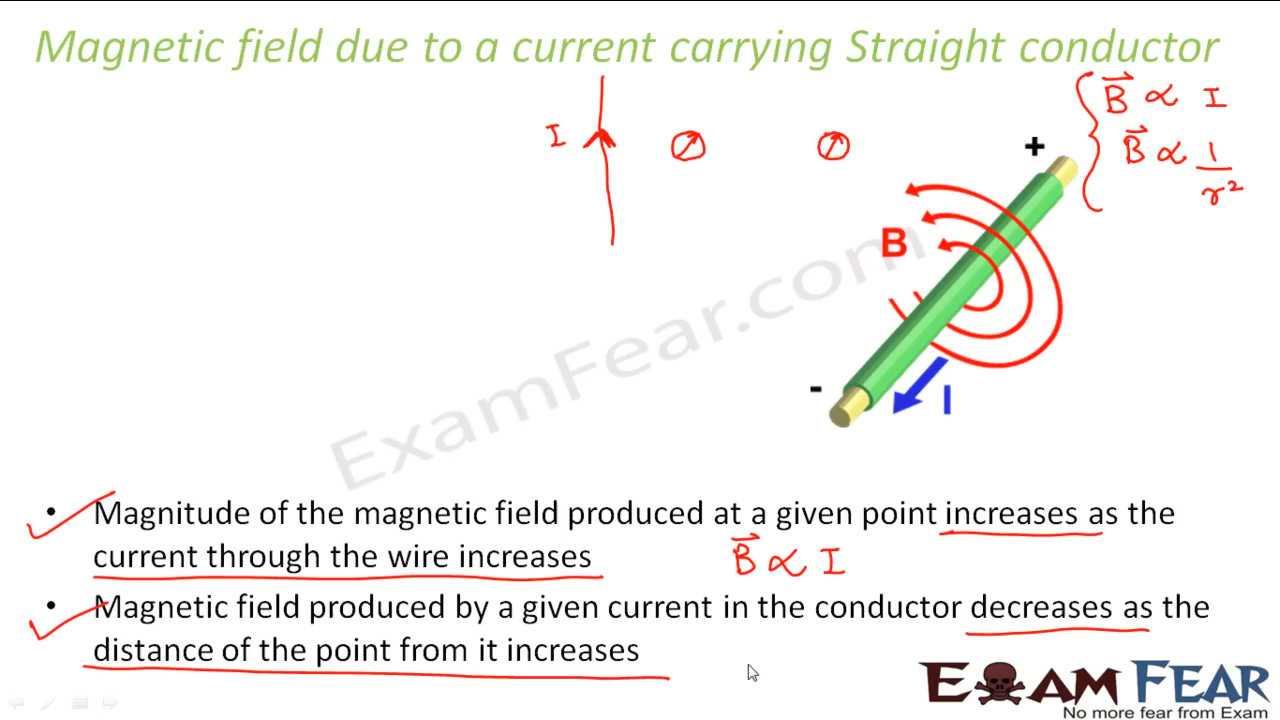 Magnetic field due to a current carrying Straight conductor
I
B⃗ ∝ I
B⃗ ∝ 1/r²
+
B
ExamFear.com
-
I
• Magnitude of the magnetic field produced at a given point increases as the
current through the wire increases
B⃗ ∝ I
• Magnetic field produced by a given current in the conductor decreases as the
distance of the point from it increases
EXAM FEAR
No more fear from Exam